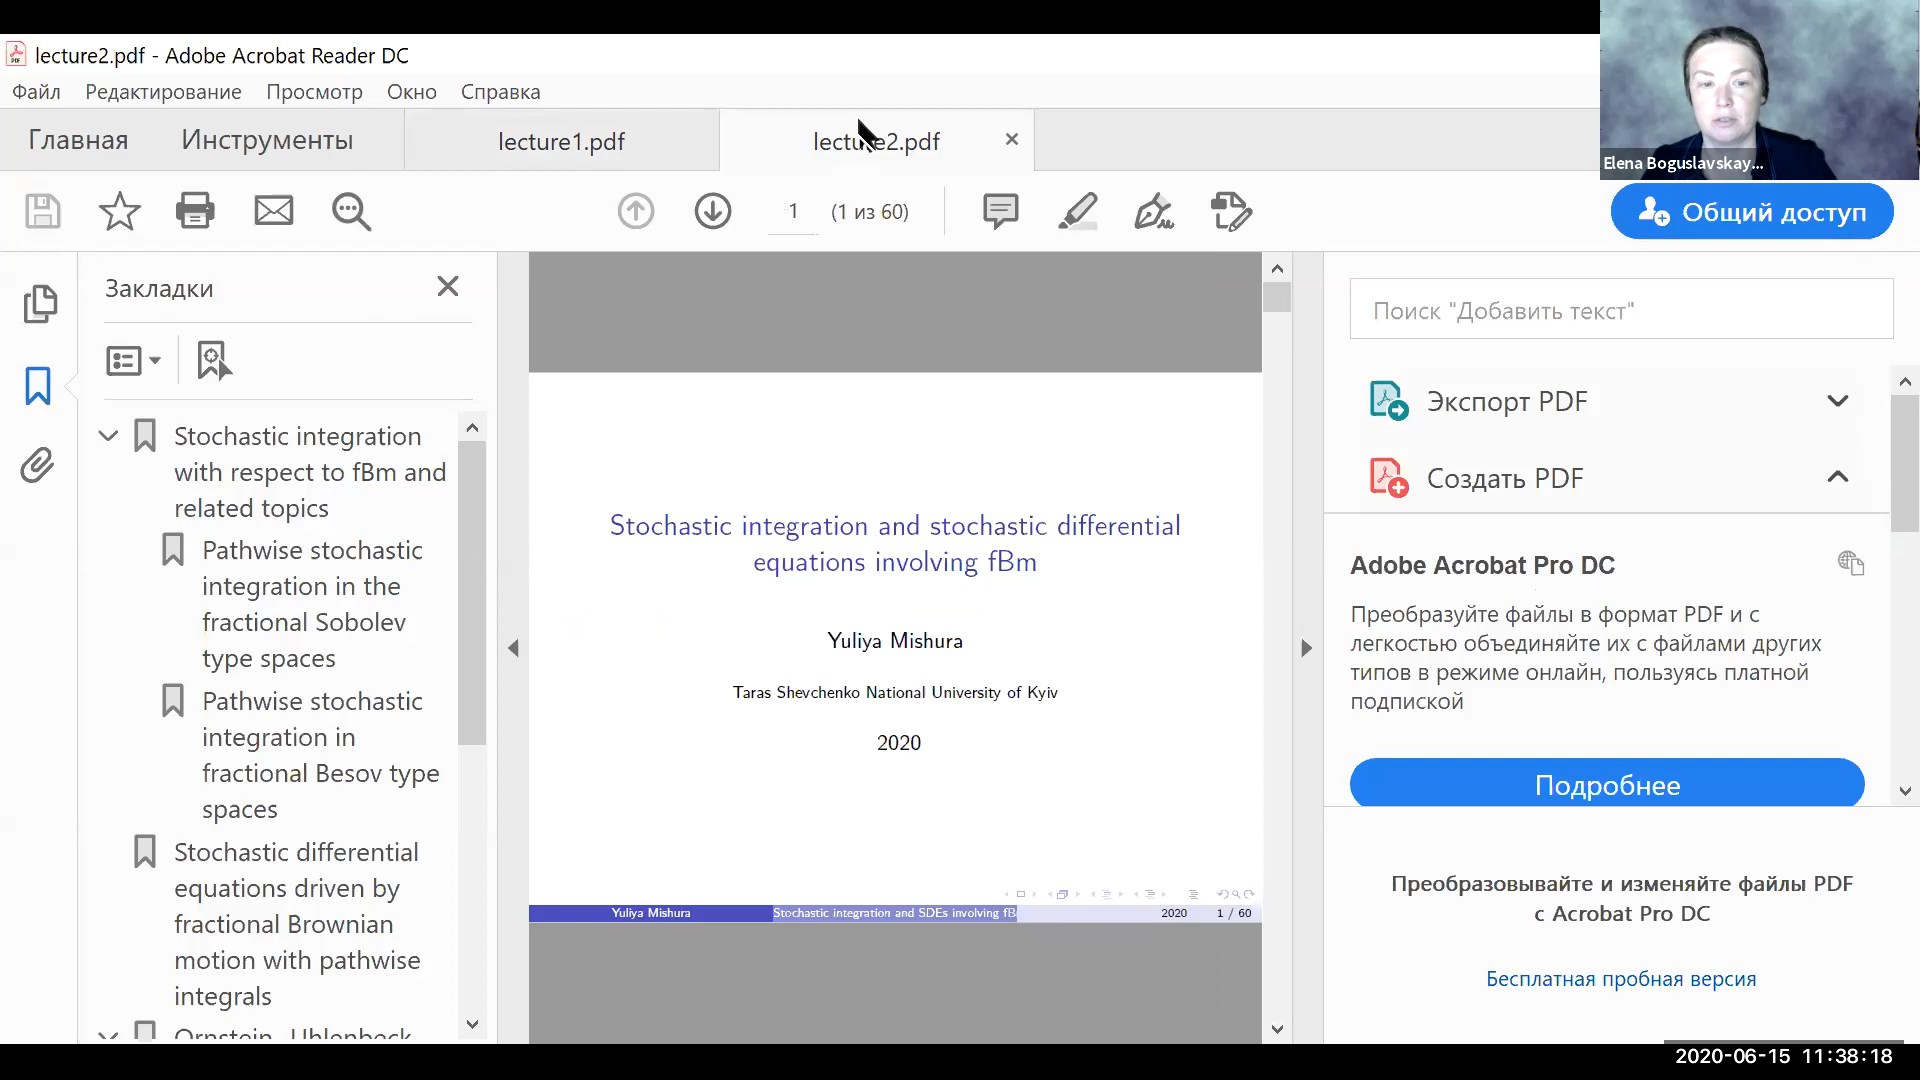 lecture2.pdf - Adobe Acrobat Reader DC
Файл Редактирование Просмотр Окно Справка
Главная Инструменты lecture1.pdf lecture2.pdf
Elena Boguslavskay...
1 (1 из 60)
Общий доступ
Закладки
Stochastic integration
with respect to fBm and
related topics
Pathwise stochastic
integration in the
fractional Sobolev
type spaces
Pathwise stochastic
integration in
fractional Besov type
spaces
Stochastic differential
equations driven by
fractional Brownian
motion with pathwise
integrals
Ornstein-Uhlenbeck
Stochastic integration and stochastic differential
equations involving fBm
Yuliya Mishura
Taras Shevchenko National University of Kyiv
2020
Yuliya Mishura Stochastic integration and SDEs involving fB 2020 1 / 60
Поиск "Добавить текст"
Экспорт PDF
Создать PDF
Adobe Acrobat Pro DC
Преобразуйте файлы в формат PDF и с
легкостью объединяйте их с файлами других
типов в режиме онлайн, пользуясь платной
подпиской
Подробнее
Преобразовывайте и изменяйте файлы PDF
с Acrobat Pro DC
Бесплатная пробная версия
2020-06-15 11:38:18